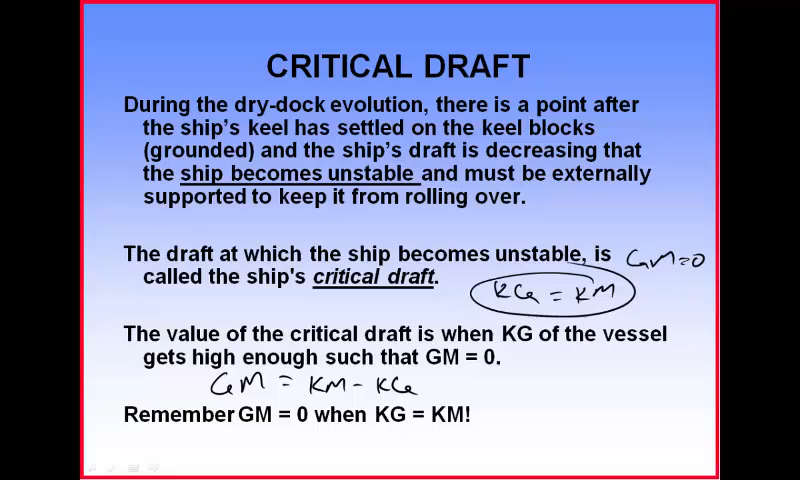 CRITICAL DRAFT
During the dry-dock evolution, there is a point after
the ship's keel has settled on the keel blocks
(grounded) and the ship's draft is decreasing that
the ship becomes unstable and must be externally
supported to keep it from rolling over.
The draft at which the ship becomes unstable, is GM=0
called the ship's critical draft.
KG = KM
The value of the critical draft is when KG of the vessel
gets high enough such that GM = 0.
GM = KM - KG
Remember GM = 0 when KG = KM!